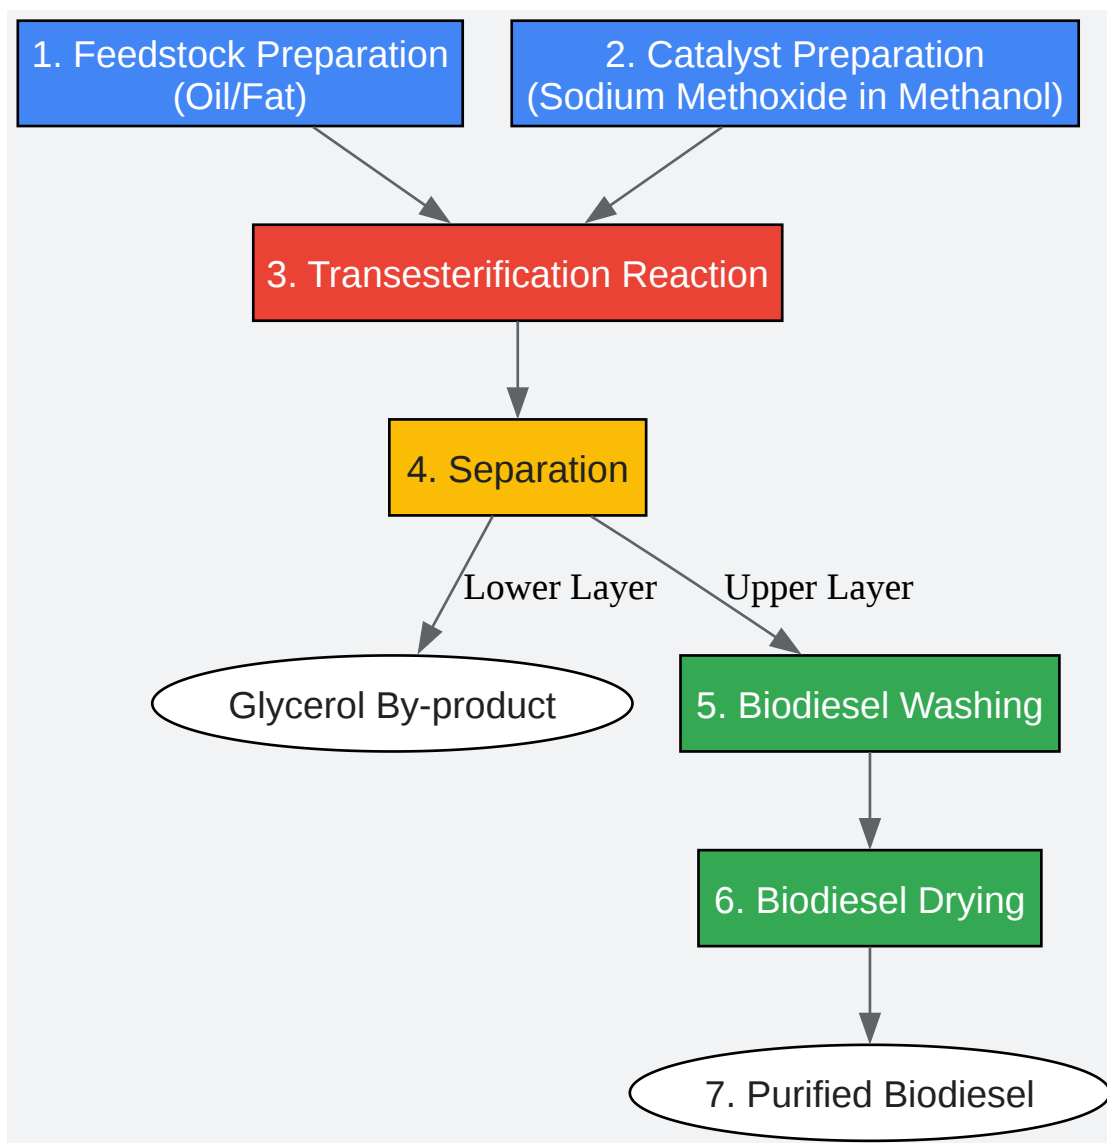 1. Feedstock Preparation
(Oil/Fat)
2. Catalyst Preparation
(Sodium Methoxide in Methanol)
3. Transesterification Reaction
4. Separation
Lower Layer
Upper Layer
Glycerol By-product
5. Biodiesel Washing
6. Biodiesel Drying
7. Purified Biodiesel